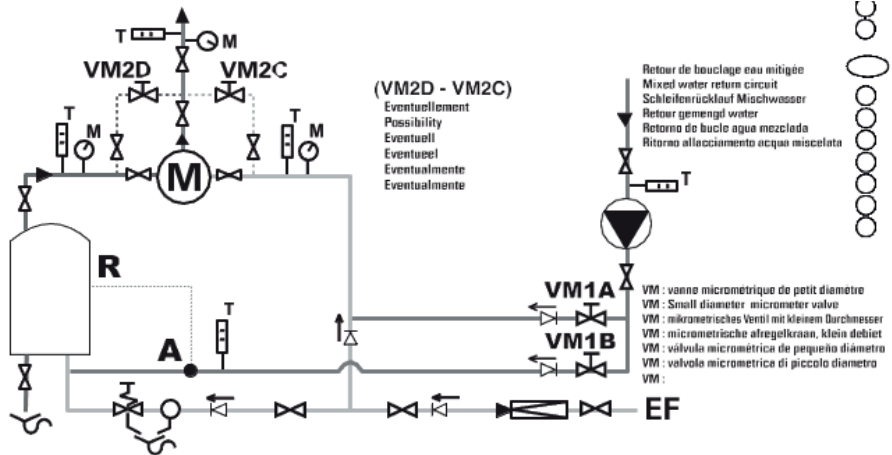 T
M
VM2D
VM2C
(VM2D - VM2C)
Eventuellement
Possibility
Eventuell
Eventueel
Eventualmente
Eventualmente
Retour de bouclage eau mitigée
Mixed water return circuit
Schleifenrücklauf Mischwasser
Retour gemengd water
Retorno de bucle agua mezclada
Ritorno allacciamento acqua miscelata
T
M
T
M
M
T
R
T
A
VM1A
VM1B
VM : vanne micrométrique de petit diamètre
VM : Small diameter micrometer valve
VM : mikrometrisches Ventil mit kleinem Durchmesser
VM : micrometrische afregelkraan, klein debiet
VM : válvula micrométrica de pequeño diámetro
VM : valvola micrometrica di piccolo diametro
VM :
EF